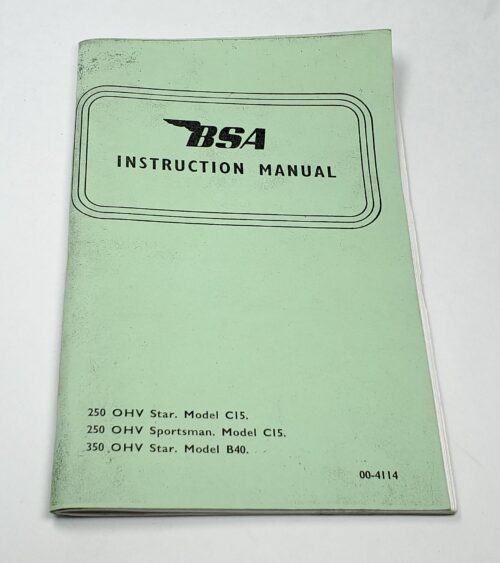 BSA
INSTRUCTION MANUAL
250 OHV Star. Model C15.
250 OHV Sportsman. Model C15.
350 OHV Star. Model B40.
00-4114